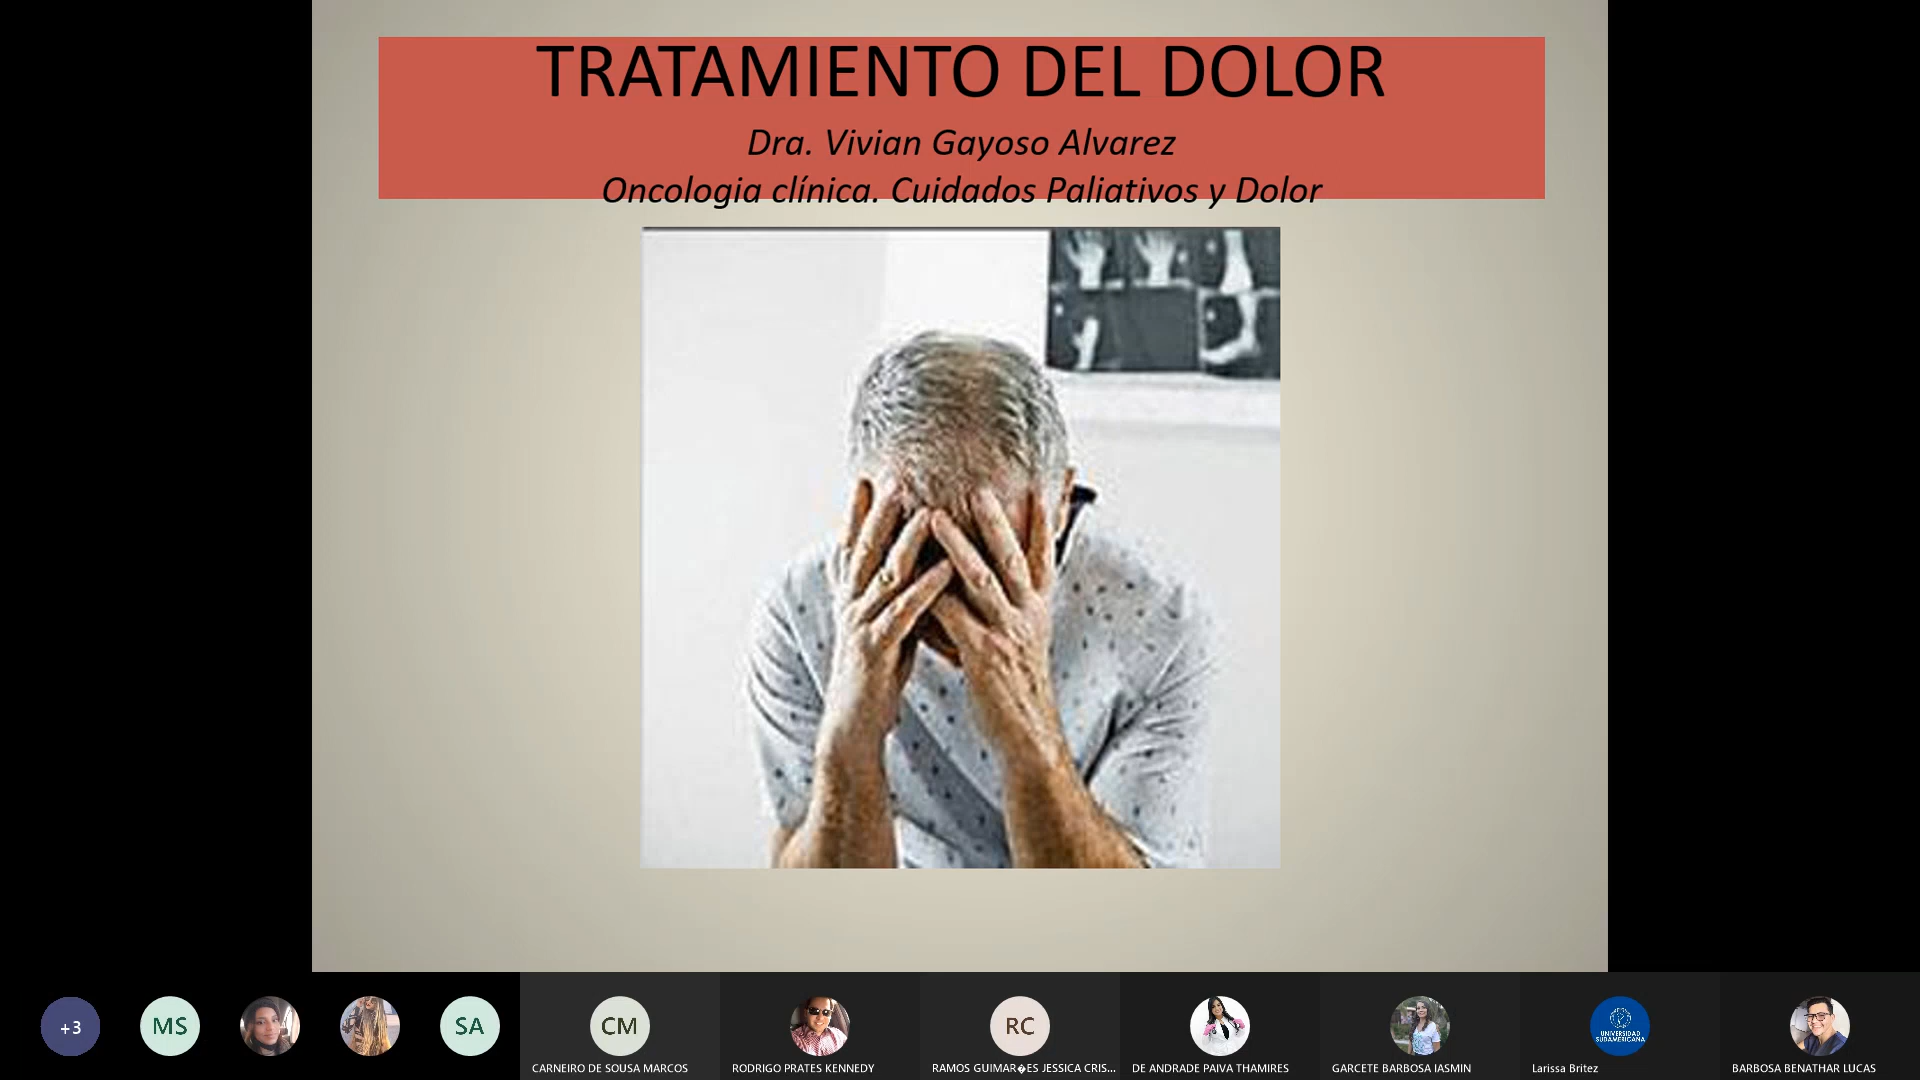 TRATAMIENTO DEL DOLOR
Dra. Vivian Gayoso Alvarez
Oncologia clínica. Cuidados Paliativos y Dolor
+3
MS
SA
CM
CARNEIRO DE SOUSA MARCOS
RODRIGO PRATES KENNEDY
RC
RAMOS GUIMAR�ES JESSICA CRIS...
DE ANDRADE PAIVA THAMIRES
GARCETE BARBOSA IASMIN
UNIVERSIDAD
SUDAMERICANA
Larissa Britez
BARBOSA BENATHAR LUCAS